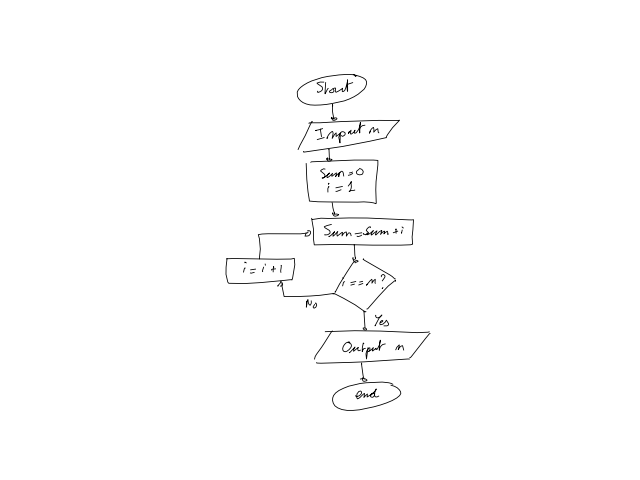 Start
Input n
Sum = 0
i = 1
Sum = Sum + i
i = i + 1
i == n ?
No
Yes
Output n
end